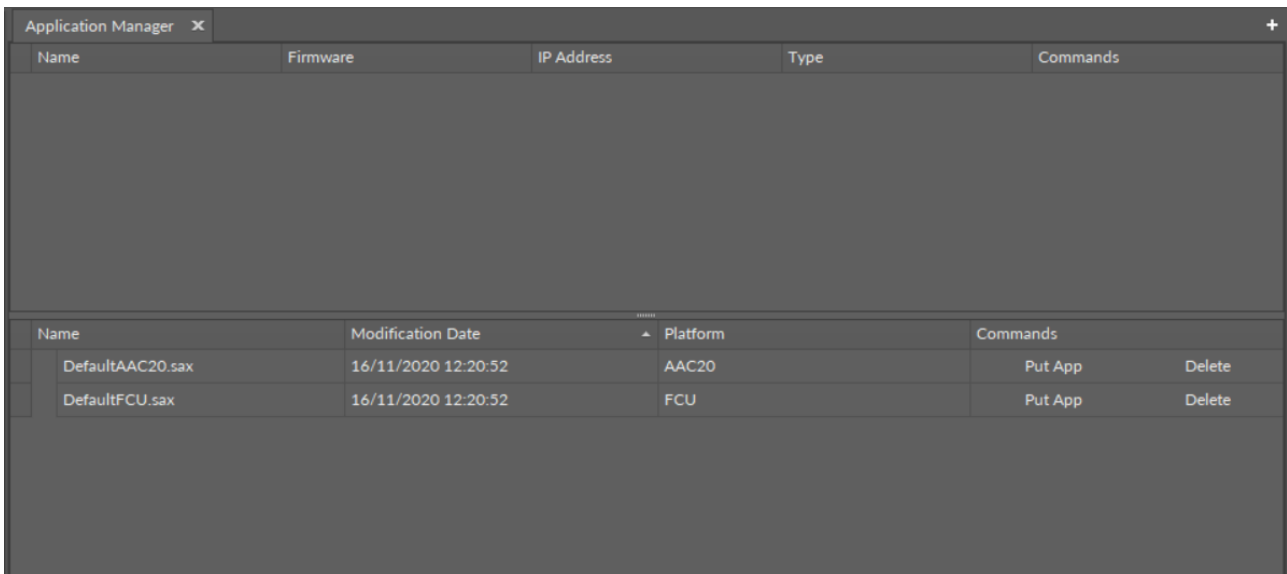 Application Manager
Name Firmware IP Address Type Commands
Name Modification Date Platform Commands
DefaultAAC20.sax 16/11/2020 12:20:52 AAC20 Put App Delete
DefaultFCU.sax 16/11/2020 12:20:52 FCU Put App Delete